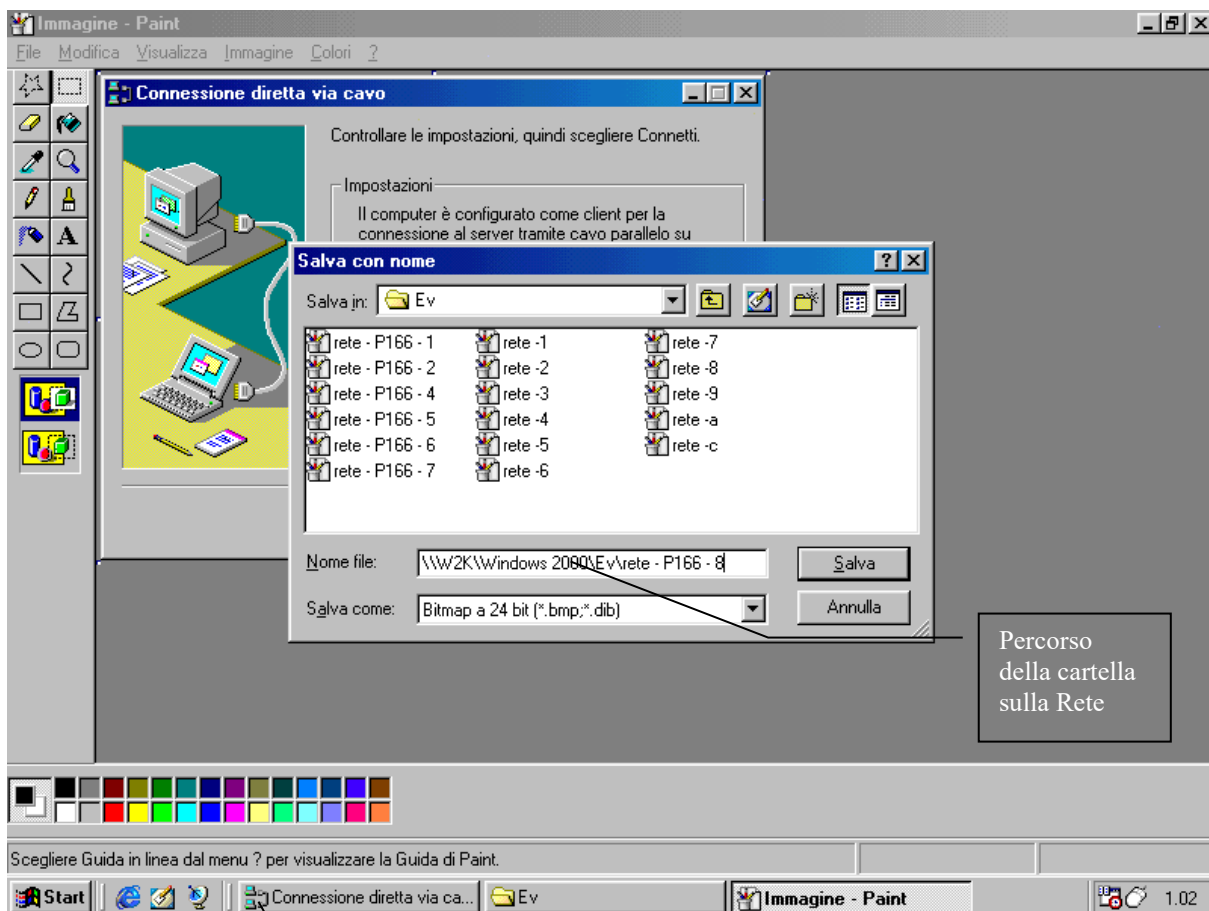 Immagine - Paint
File Modifica Visualizza Immagine Colori ?
Connessione diretta via cavo
Controllare le impostazioni, quindi scegliere Connetti.
Impostazioni
Il computer è configurato come client per la
connessione al server tramite cavo parallelo su
Salva con nome
Salva in: Ev
rete - P166 - 1 rete -1 rete -7
rete - P166 - 2 rete -2 rete -8
rete - P166 - 4 rete -3 rete -9
rete - P166 - 5 rete -4 rete -a
rete - P166 - 6 rete -5 rete -c
rete - P166 - 7 rete -6
Nome file: \\W2K\Windows 2000\Ev\rete - P166 - 8 Salva
Salva come: Bitmap a 24 bit (*.bmp;*.dib) Annulla
Percorso
della cartella
sulla Rete
Scegliere Guida in linea dal menu ? per visualizzare la Guida di Paint.
Start Connessione diretta via ca... Ev Immagine - Paint 1.02